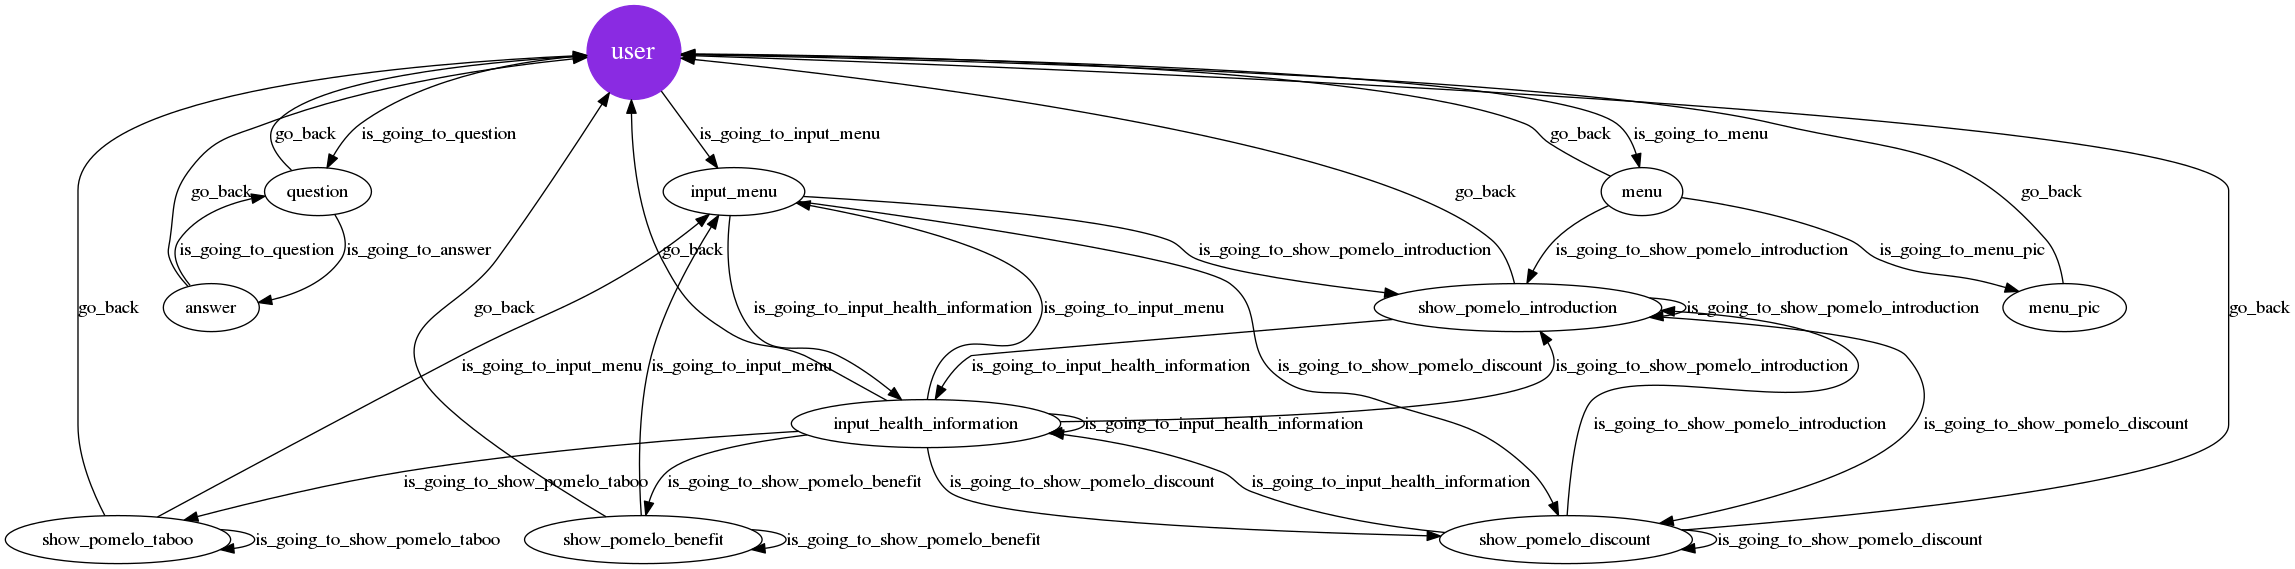 user
go_back
is_going_to_question
is_going_to_input_menu
go_back
is_going_to_menu
go_back
question
input_menu
go_back
menu
go_back
is_going_to_question
is_going_to_answer
go_back
is_going_to_show_pomelo_introduction
is_going_to_show_pomelo_introduction
is_going_to_menu_pic
go_back
answer
go_back
is_going_to_input_health_information
is_going_to_input_menu
show_pomelo_introduction
is_going_to_show_pomelo_introduction
menu_pic
go_back
is_going_to_input_menu
is_going_to_input_menu
is_going_to_input_health_information
is_going_to_show_pomelo_discount
is_going_to_show_pomelo_introduction
input_health_information
is_going_to_input_health_information
is_going_to_show_pomelo_introduction
is_going_to_show_pomelo_discount
is_going_to_show_pomelo_taboo
is_going_to_show_pomelo_benefit
is_going_to_show_pomelo_discount
is_going_to_input_health_information
show_pomelo_taboo
is_going_to_show_pomelo_taboo
show_pomelo_benefit
is_going_to_show_pomelo_benefit
show_pomelo_discount
is_going_to_show_pomelo_discount